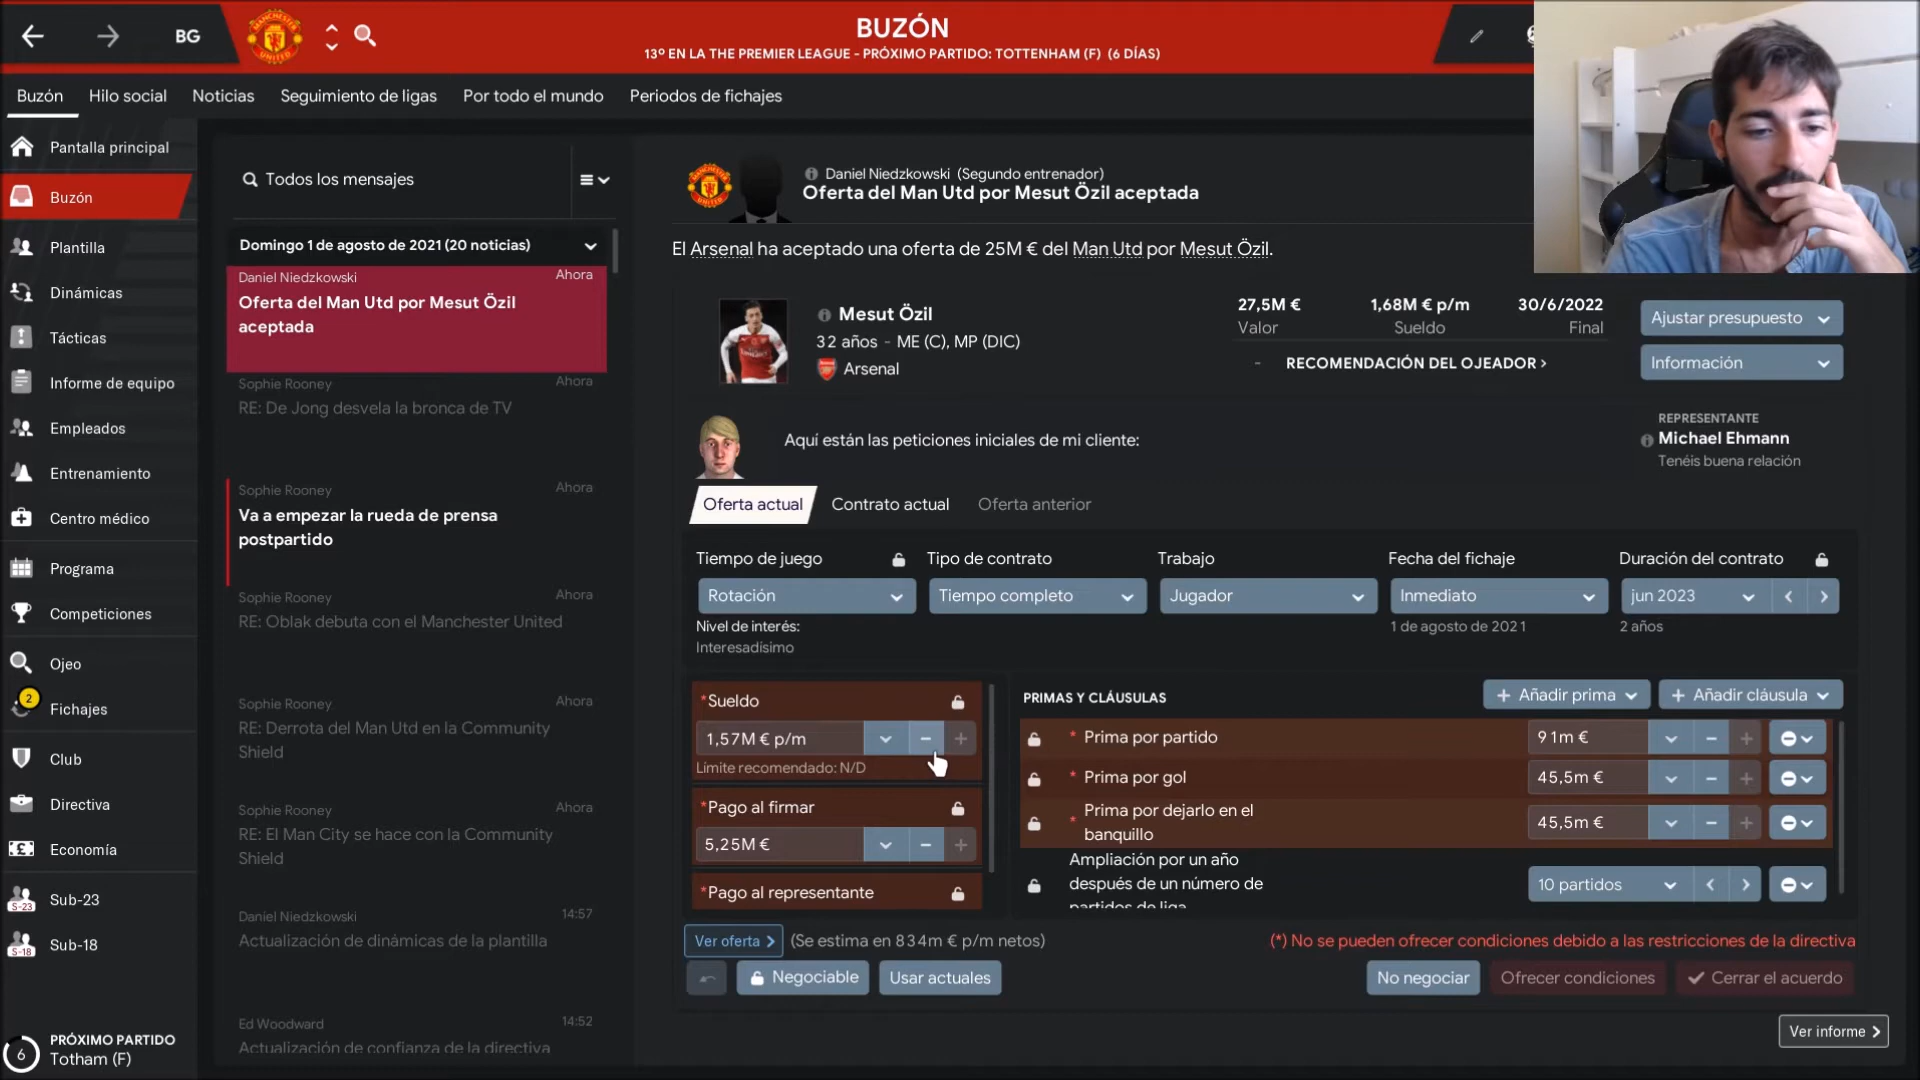 BG
BUZÓN
13º EN LA THE PREMIER LEAGUE - PRÓXIMO PARTIDO: TOTTENHAM (F) (6 DÍAS)
Buzón
Hilo social
Noticias
Seguimiento de ligas
Por todo el mundo
Periodos de fichajes
Pantalla principal
Buzón
Plantilla
Dinámicas
Tácticas
Informe de equipo
Empleados
Entrenamiento
Centro médico
Programa
Competiciones
Ojeo
2
Fichajes
Club
Directiva
Economía
S-23
Sub-23
S-18
Sub-18
6
PRÓXIMO PARTIDO
Totham (F)
Todos los mensajes
Domingo 1 de agosto de 2021 (20 noticias)
Daniel Niedzkowski
Ahora
Oferta del Man Utd por Mesut Özil
aceptada
Sophie Rooney
Ahora
RE: De Jong desvela la bronca de TV
Sophie Rooney
Ahora
Va a empezar la rueda de prensa
postpartido
Sophie Rooney
Ahora
RE: Oblak debuta con el Manchester United
Sophie Rooney
Ahora
RE: Derrota del Man Utd en la Community
Shield
Sophie Rooney
Ahora
RE: El Man City se hace con la Community
Shield
Daniel Niedzkowski
14:57
Actualización de dinámicas de la plantilla
Ed Woodward
14:52
Actualización de confianza de la directiva
Daniel Niedzkowski (Segundo entrenador)
Oferta del Man Utd por Mesut Özil aceptada
El Arsenal ha aceptado una oferta de 25M € del Man Utd por Mesut Özil.
Mesut Özil
32 años - ME (C), MP (DIC)
Arsenal
27,5M €
Valor
1,68M € p/m
Sueldo
30/6/2022
Final
- RECOMENDACIÓN DEL OJEADOR >
Ajustar presupuesto
Información
Aquí están las peticiones iniciales de mi cliente:
REPRESENTANTE
Michael Ehmann
Tenéis buena relación
Oferta actual
Contrato actual
Oferta anterior
Tiempo de juego
Tipo de contrato
Trabajo
Fecha del fichaje
Duración del contrato
Rotación
Tiempo completo
Jugador
Inmediato
jun 2023
Nivel de interés:
Interesadísimo
1 de agosto de 2021
2 años
*Sueldo
1,57M € p/m
Límite recomendado: N/D
*Pago al firmar
5,25M €
*Pago al representante
PRIMAS Y CLÁUSULAS
+ Añadir prima
+ Añadir cláusula
* Prima por partido
91m €
* Prima por gol
45,5m €
* Prima por dejarlo en el
banquillo
45,5m €
Ampliación por un año
después de un número de
partidos de liga
10 partidos
Ver oferta >
(Se estima en 834m € p/m netos)
(*) No se pueden ofrecer condiciones debido a las restricciones de la directiva
Negociable
Usar actuales
No negociar
Ofrecer condiciones
Cerrar el acuerdo
Ver informe >